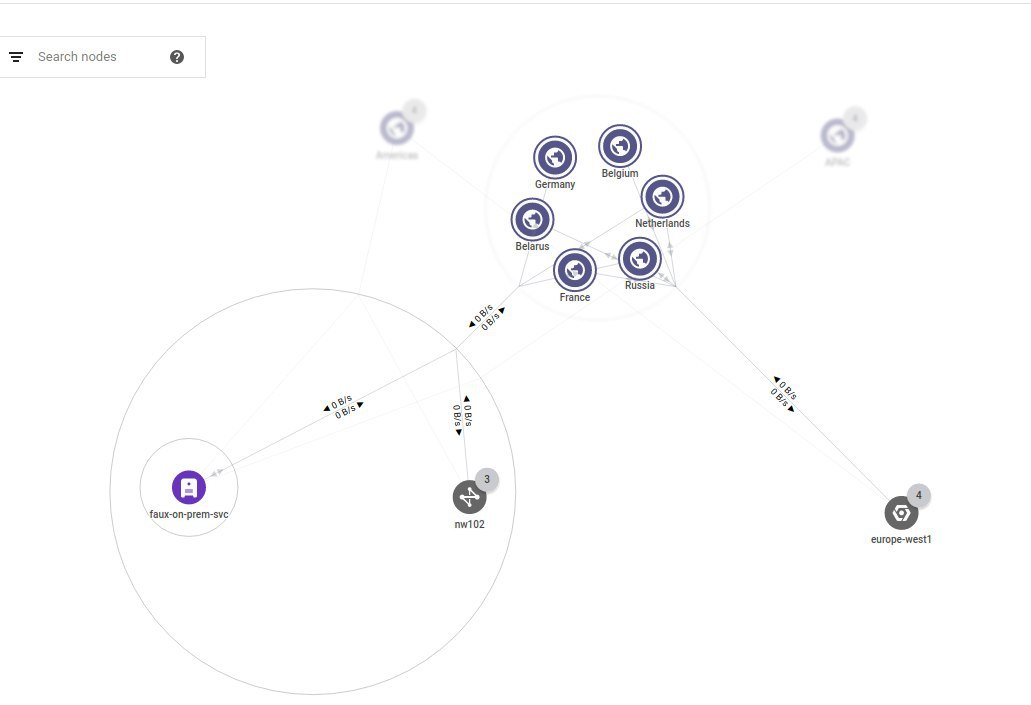 Search nodes
?
4
Americas
4
APAC
Germany
Belgium
Netherlands
Belarus
France
Russia
0 B/s
0 B/s
0 B/s
0 B/s
0 B/s
0 B/s
0 B/s
0 B/s
faux-on-prem-svc
3
nw102
4
europe-west1